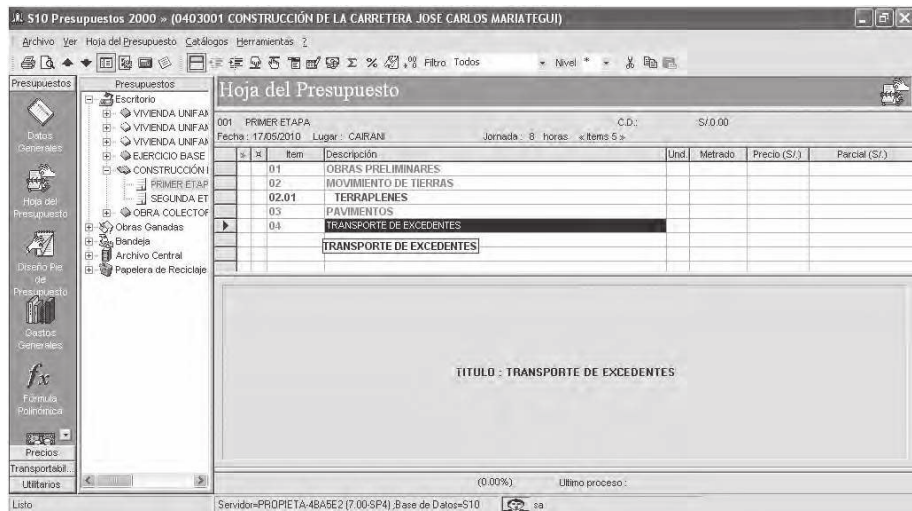 S10 Presupuestos 2000 » (0403001 CONSTRUCCIÓN DE LA CARRETERA JOSE CARLOS MARIATEGUI)
Archivo Ver Hoja del Presupuesto Catálogos Herramientas ?
Filtro Todos Nivel *
Presupuestos
Datos Generales
Hoja del Presupuesto
Diseño Pie de Presupuesto
Gastos Generales
fx
Fórmula Polinómica
Precios
Transportabil...
Utilitarios
Presupuestos
Escritorio
VIVIENDA UNIFAM
VIVIENDA UNIFAM
VIVIENDA UNIFAM
EJERCICIO BASE
CONSTRUCCIÓN I
PRIMER ETAP
SEGUNDA ET
OBRA COLECTOF
Obras Ganadas
Bandeja
Archivo Central
Papelera de Reciclaje
Hoja del Presupuesto
001 PRIMER ETAPA C.D.: S/.0.00
Fecha : 17/05/2010 Lugar : CAIRANI Jornada : 8 horas « Items 5 »
Item Descripción Und. Metrado Precio (S/.) Parcial (S/.)
01 OBRAS PRELIMINARES
02 MOVIMIENTO DE TIERRAS
02.01 TERRAPLENES
03 PAVIMENTOS
04 TRANSPORTE DE EXCEDENTES
TRANSPORTE DE EXCEDENTES
TITULO : TRANSPORTE DE EXCEDENTES
(0.00%) Ultimo proceso :
Listo Servidor=PROPIETA-4BA5E2 (7.00-SP4) ;Base de Datos=S10 sa